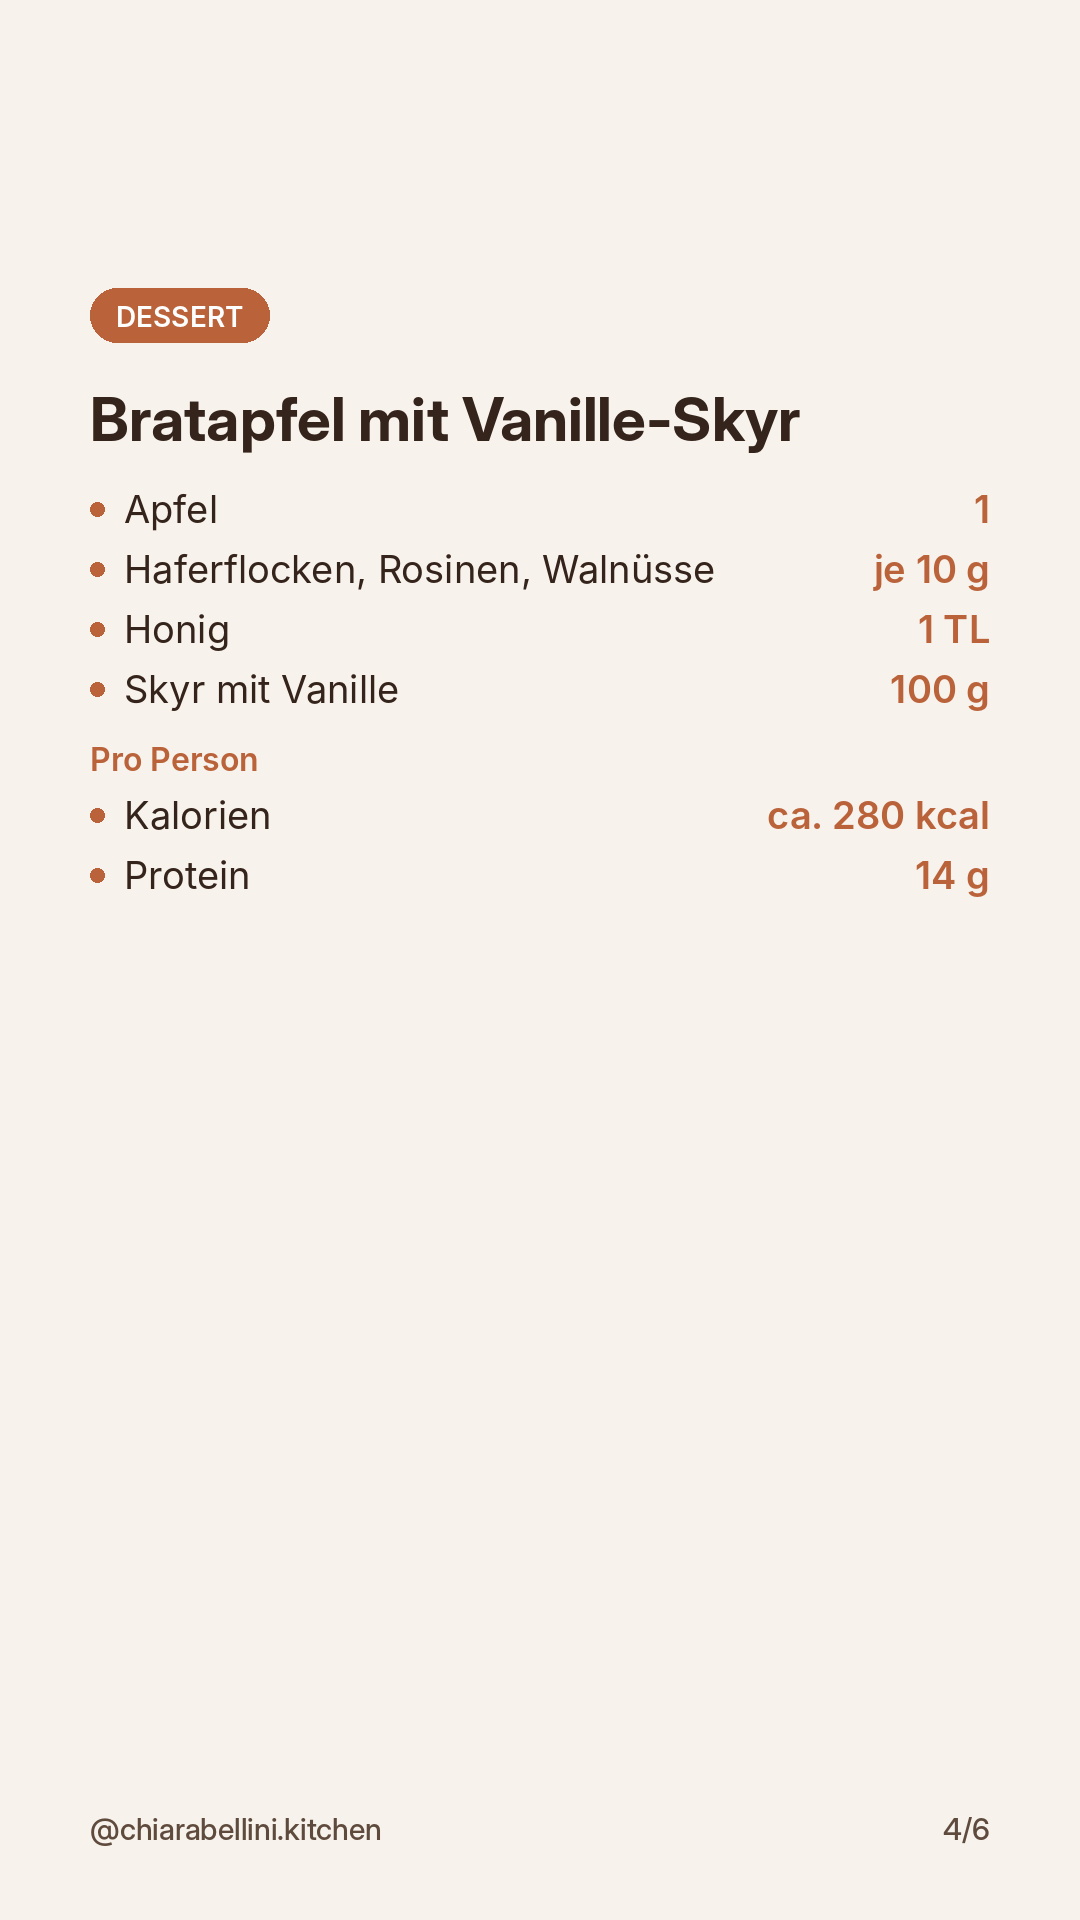 DESSERT
Bratapfel mit Vanille-Skyr
• Apfel 1
• Haferflocken, Rosinen, Walnüsse je 10 g
• Honig 1 TL
• Skyr mit Vanille 100 g
Pro Person
• Kalorien ca. 280 kcal
• Protein 14 g
@chiarabellini.kitchen 4/6